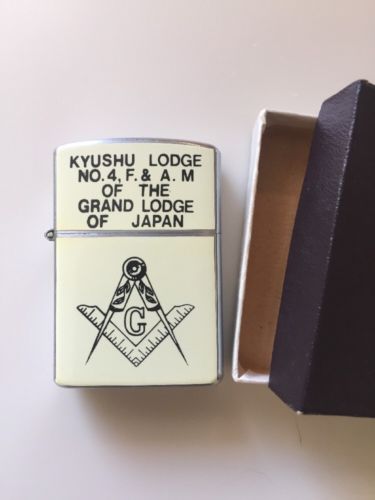 KYUSHU LODGE
NO. 4, F. & A. M
OF THE
GRAND LODGE
OF JAPAN
G